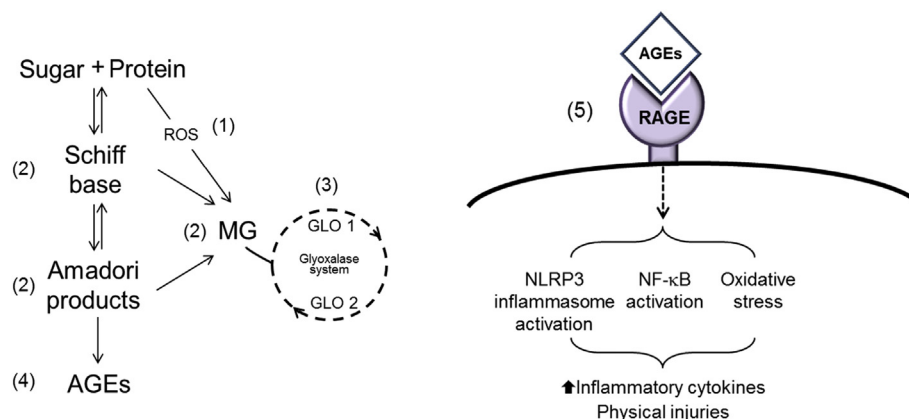 Sugar + Protein
ROS
(1)
(2)
Schiff
base
(2)
MG
(3)
GLO 1
Glyoxalase
system
GLO 2
(2)
Amadori
products
(4)
AGEs
AGEs
(5)
RAGE
NLRP3
inflammasome
activation
NF-κB
activation
Oxidative
stress
⬆Inflammatory cytokines
Physical injuries